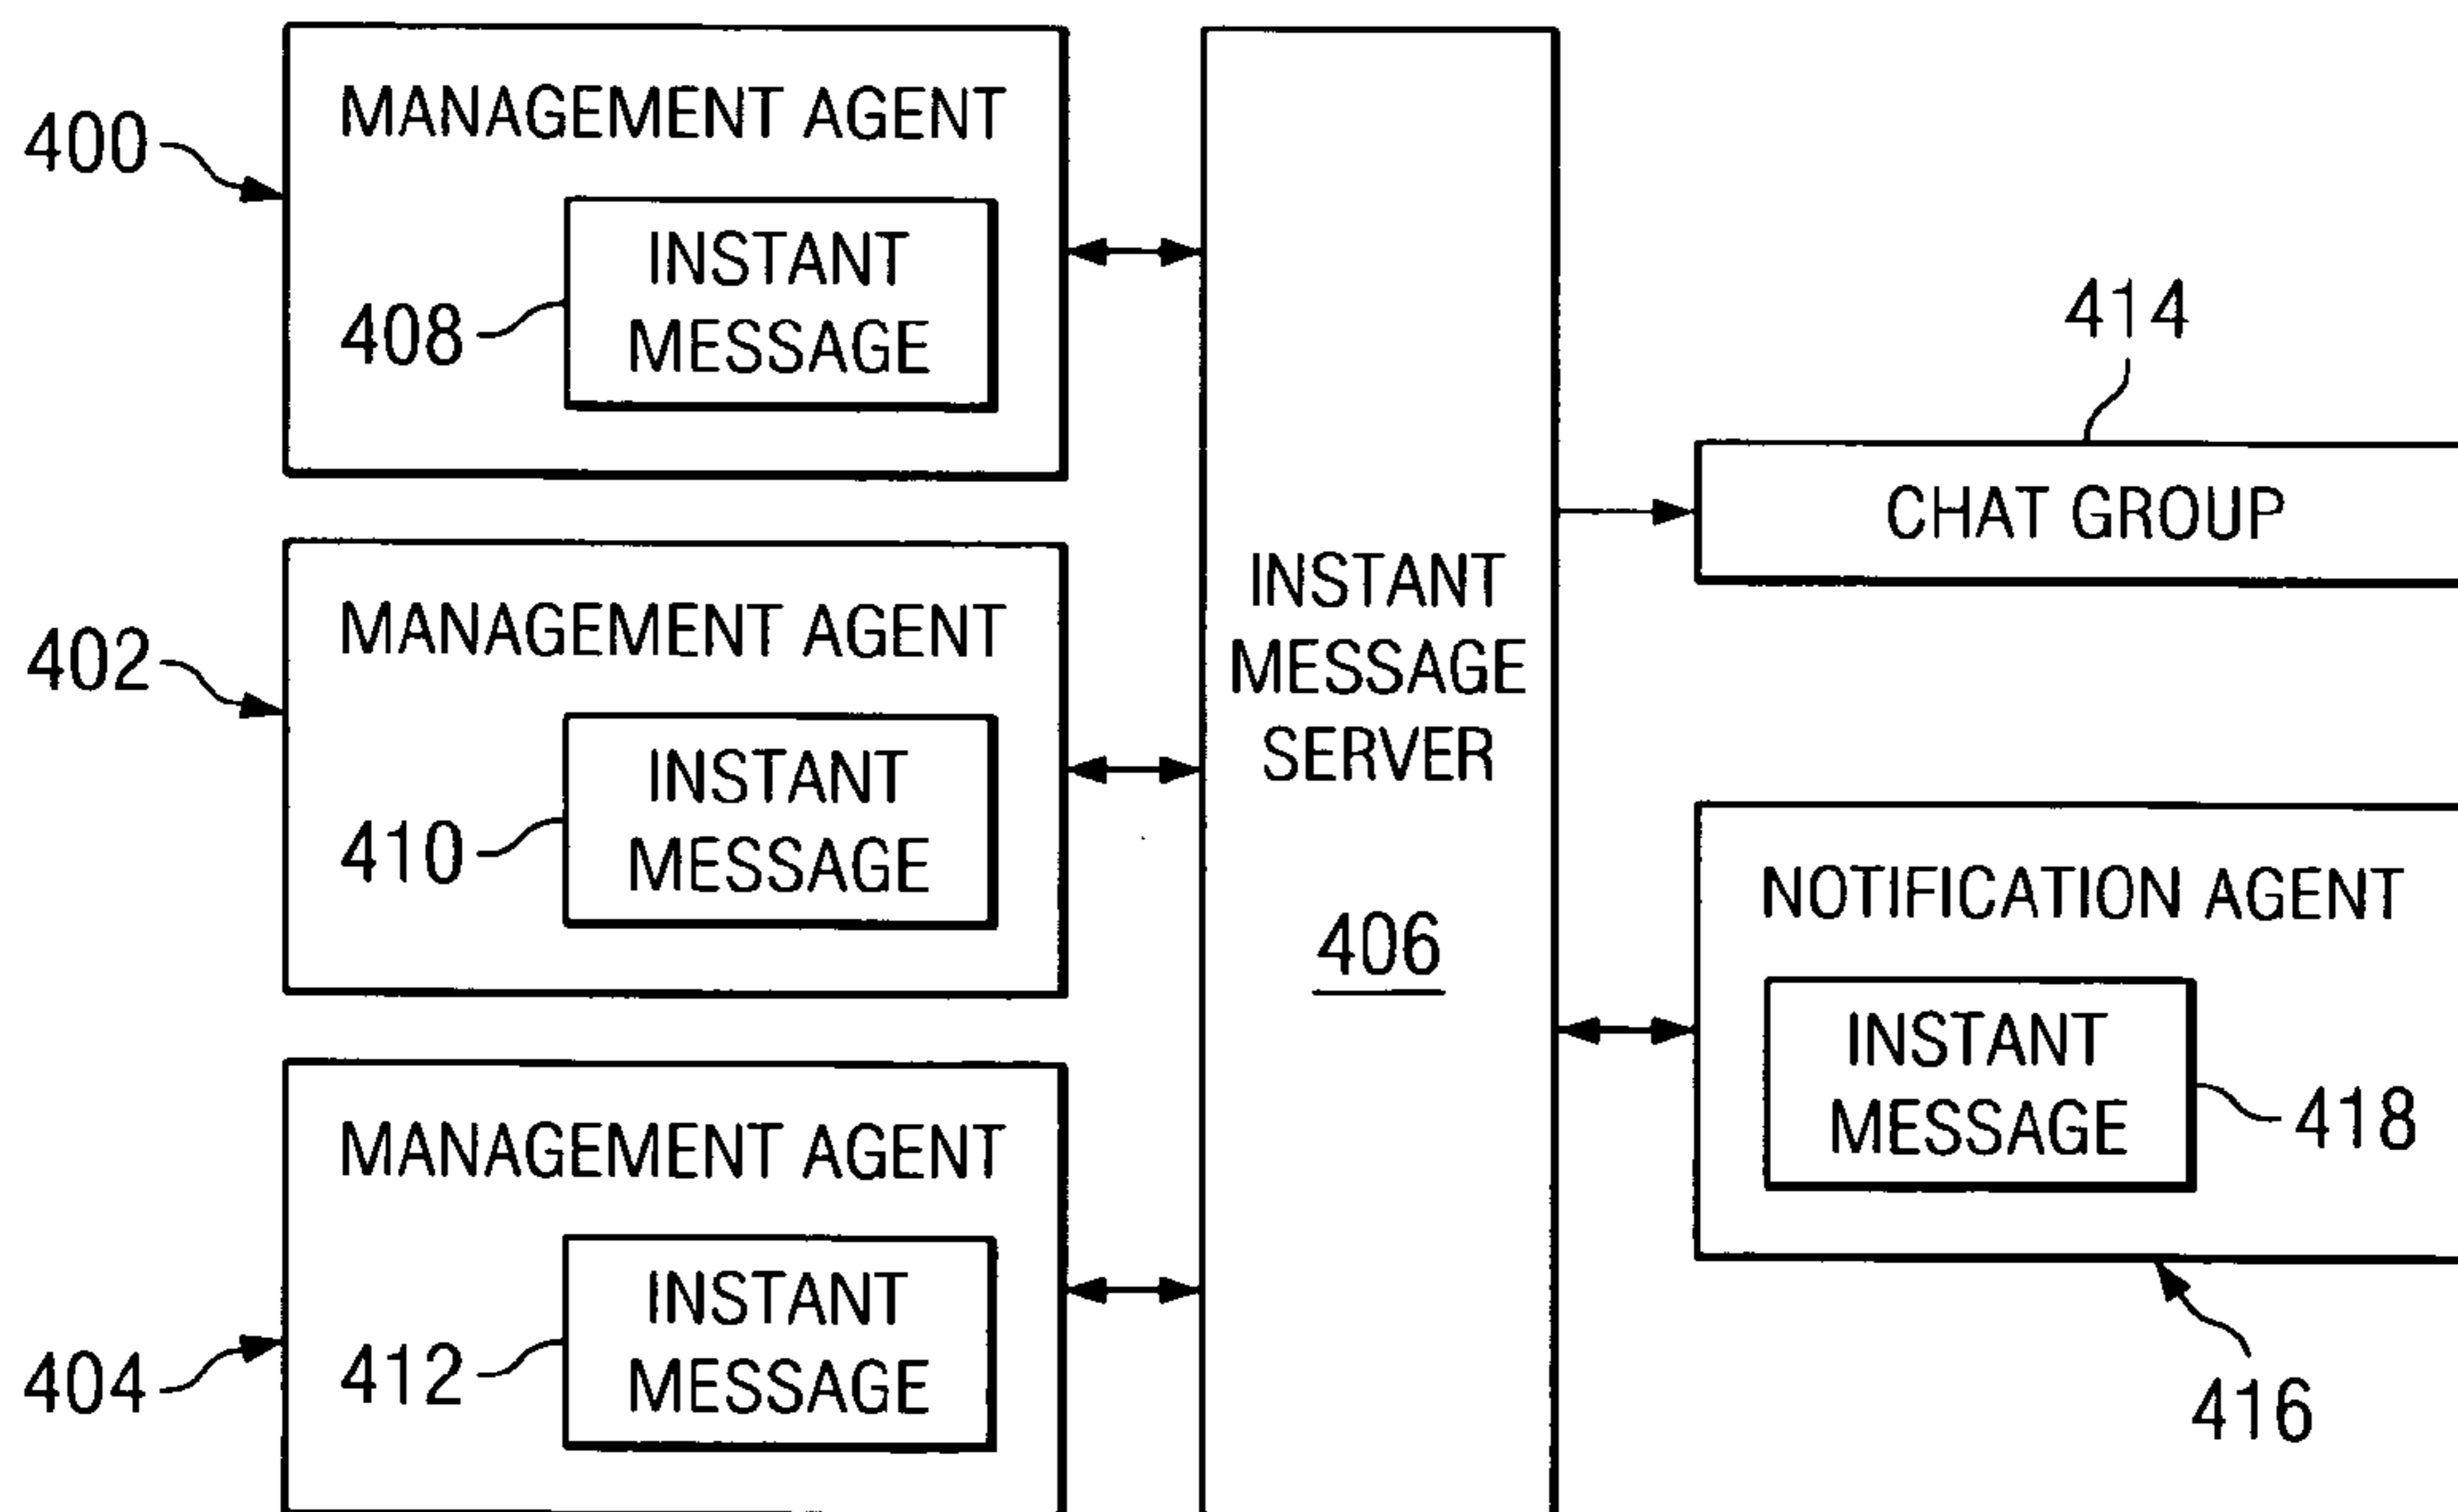 400
MANAGEMENT AGENT
408
INSTANT
MESSAGE
402
MANAGEMENT AGENT
410
INSTANT
MESSAGE
404
MANAGEMENT AGENT
412
INSTANT
MESSAGE
INSTANT
MESSAGE
SERVER
406
414
CHAT GROUP
NOTIFICATION AGENT
INSTANT
MESSAGE
418
416